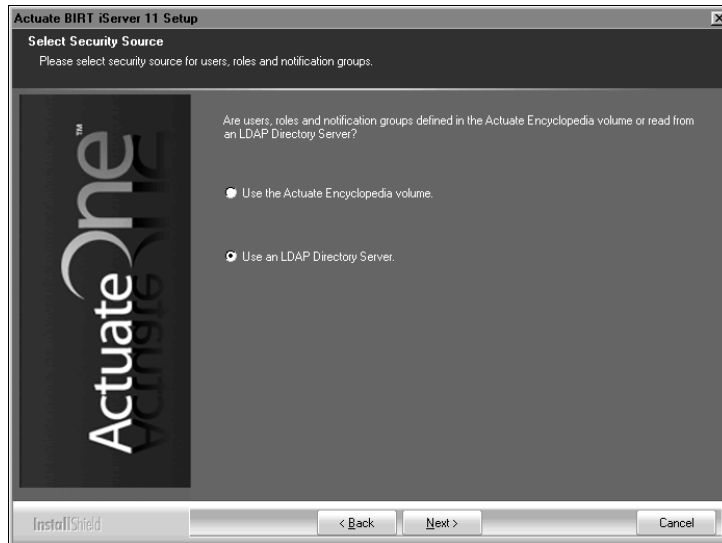 Actuate BIRT iServer 11 Setup
Select Security Source
Please select security source for users, roles and notification groups.
Are users, roles and notification groups defined in the Actuate Encyclopedia volume or read from
an LDAP Directory Server?
Use the Actuate Encyclopedia volume.
Use an LDAP Directory Server.
ActuateOne™
InstallShield
< Back
Next >
Cancel